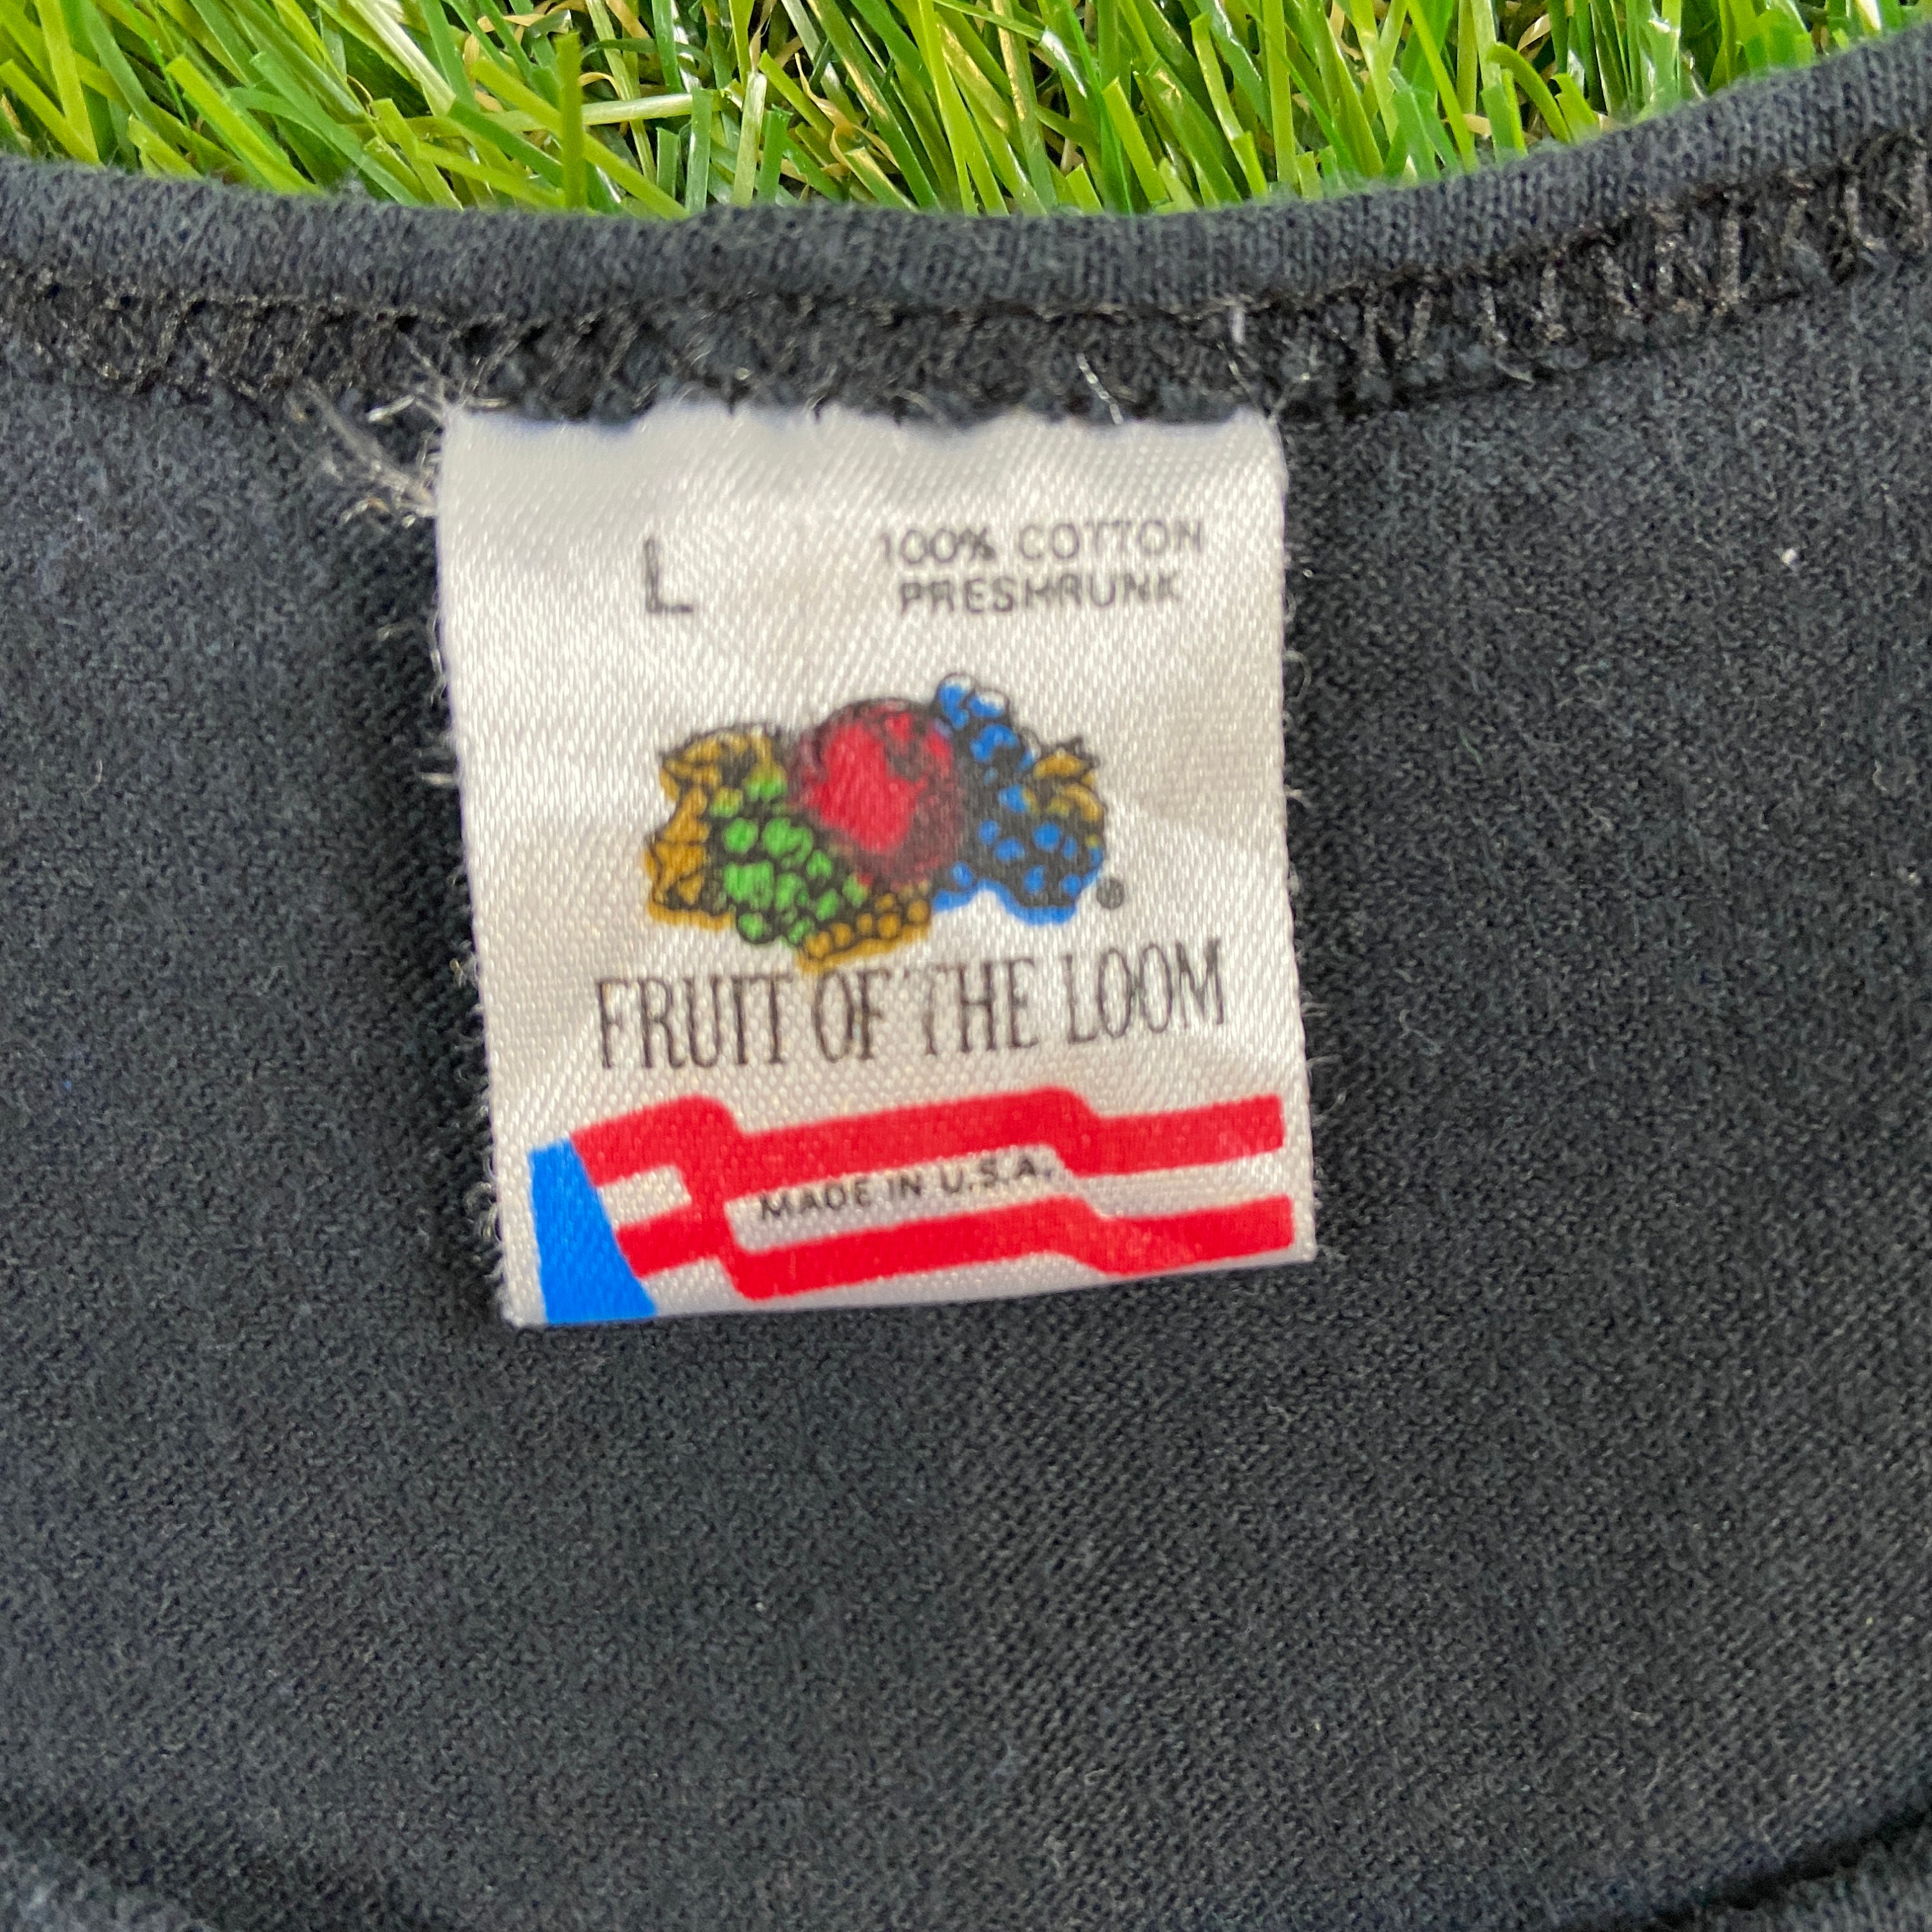 L
100% COTTON
PRESHRUNK
®
FRUIT OF THE LOOM
MADE IN U.S.A.